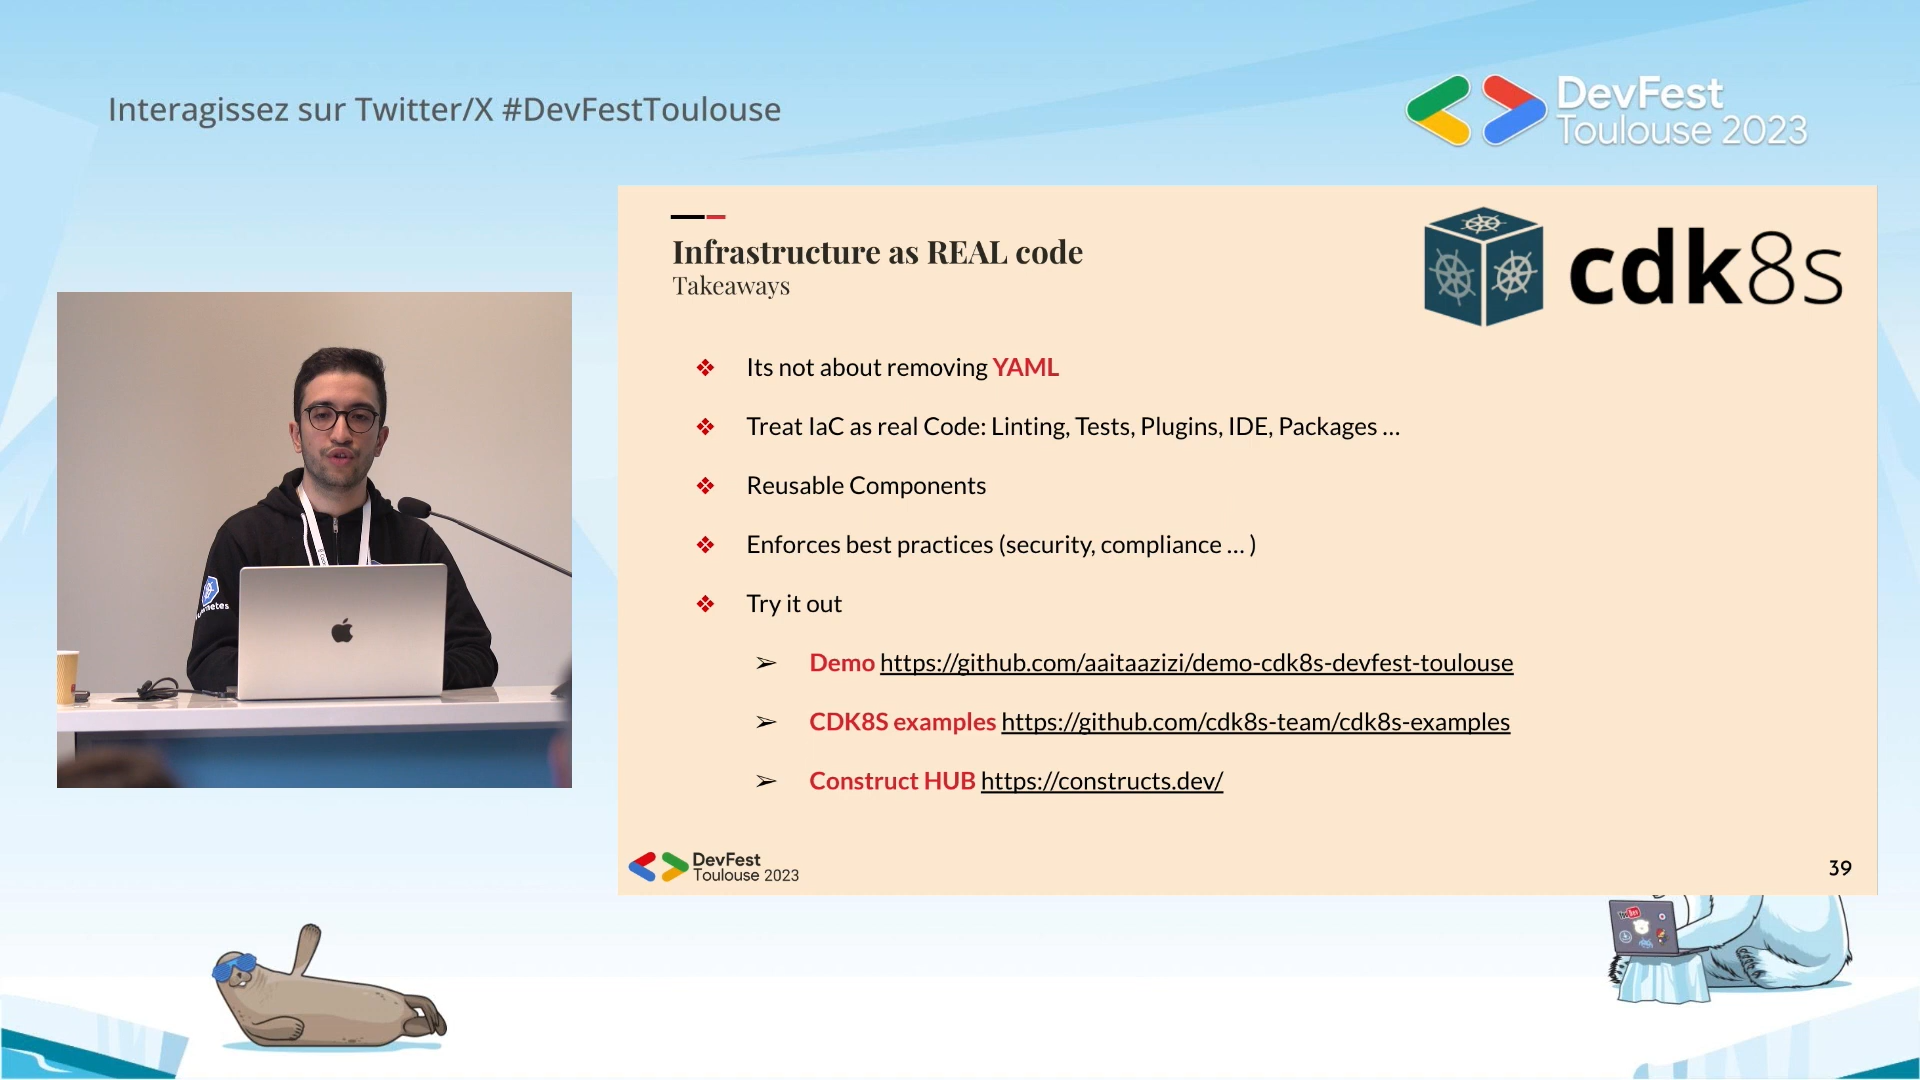 Interagissez sur Twitter/X #DevFestToulouse
DevFest
Toulouse 2023
Infrastructure as REAL code
Takeaways
cdk8s
Its not about removing YAML
Treat IaC as real Code: Linting, Tests, Plugins, IDE, Packages ...
Reusable Components
Enforces best practices (security, compliance ... )
Try it out
Demo https://github.com/aaitaazizi/demo-cdk8s-devfest-toulouse
CDK8S examples https://github.com/cdk8s-team/cdk8s-examples
Construct HUB https://constructs.dev/
DevFest
Toulouse 2023
39